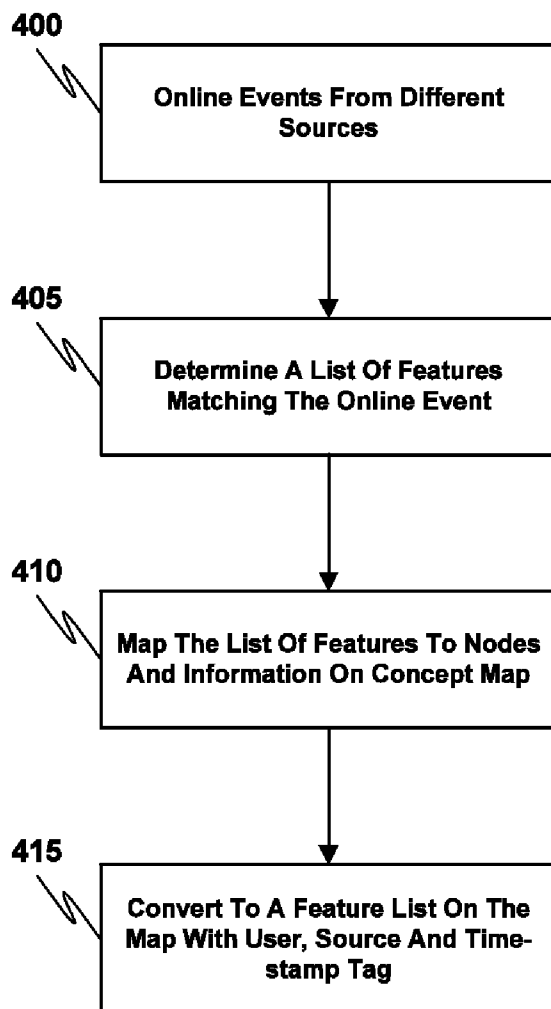 400
Online Events From Different
Sources
405
Determine A List Of Features
Matching The Online Event
410
Map The List Of Features To Nodes
And Information On Concept Map
415
Convert To A Feature List On The
Map With User, Source And Time-
stamp Tag